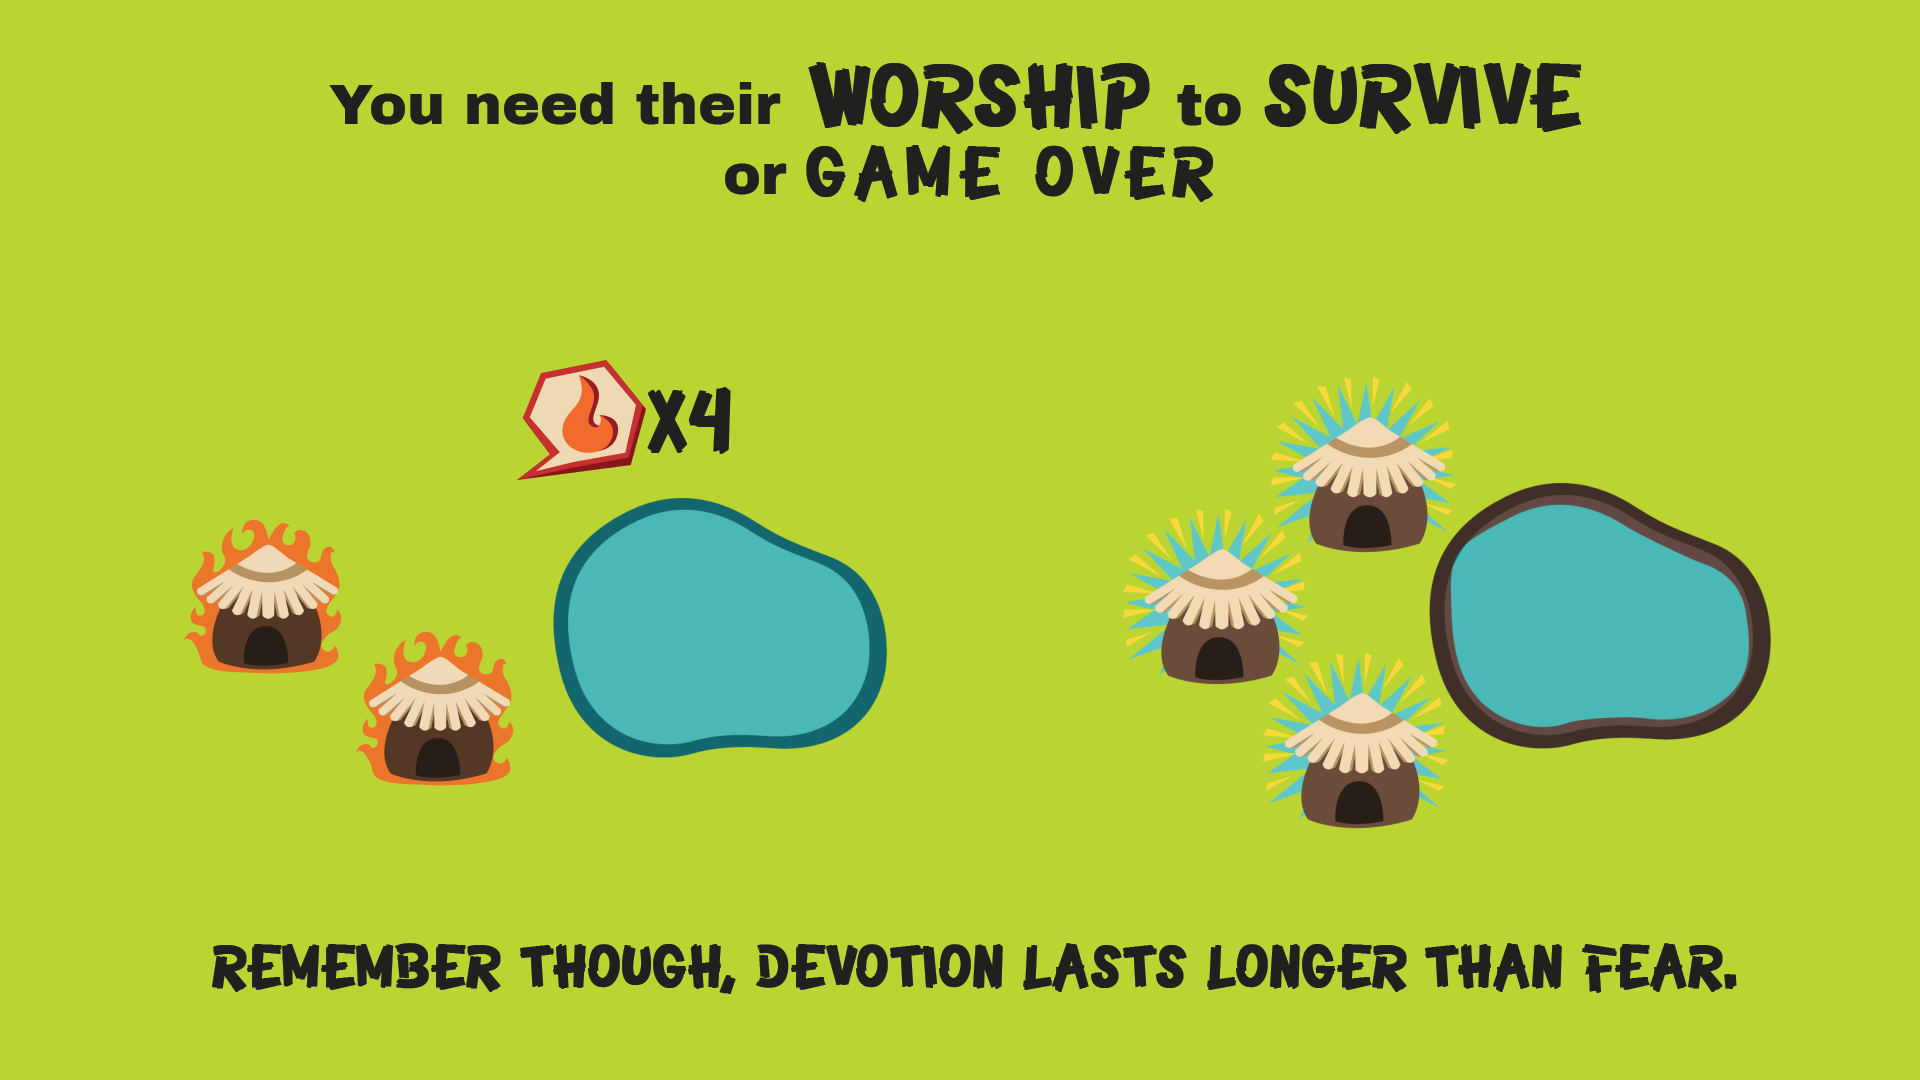 You need their WORSHIP to SURVIVE
or GAME OVER
X4
REMEMBER THOUGH, DEVOTION LASTS LONGER THAN FEAR.